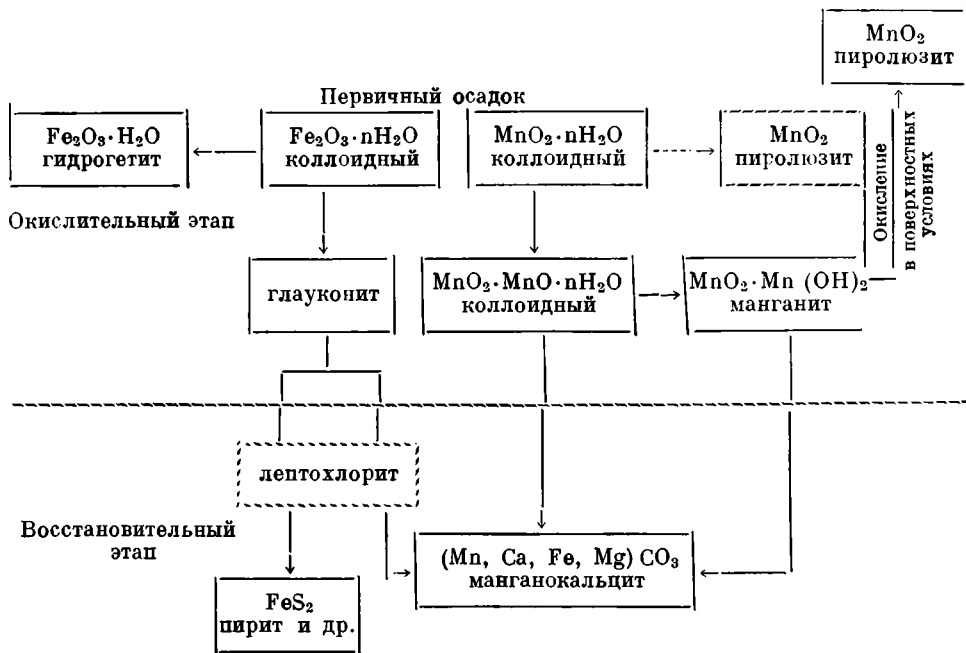 MnO₂
пиролюзит
Первичный осадок
Fe₂O₃·H₂O
гидрогетит
Fe₂O₃·nH₂O
коллоидный
MnO₂·nH₂O
коллоидный
MnO₂
пиролюзит
Окисление
в поверхностных
условиях
Окислительный этап
глауконит
MnO₂·MnO·nH₂O
коллоидный
MnO₂·Mn (OH)₂
манганит
лептохлорит
Восстановительный
этап
(Mn, Ca, Fe, Mg) CO₃
манганокальцит
FeS₂
пирит и др.